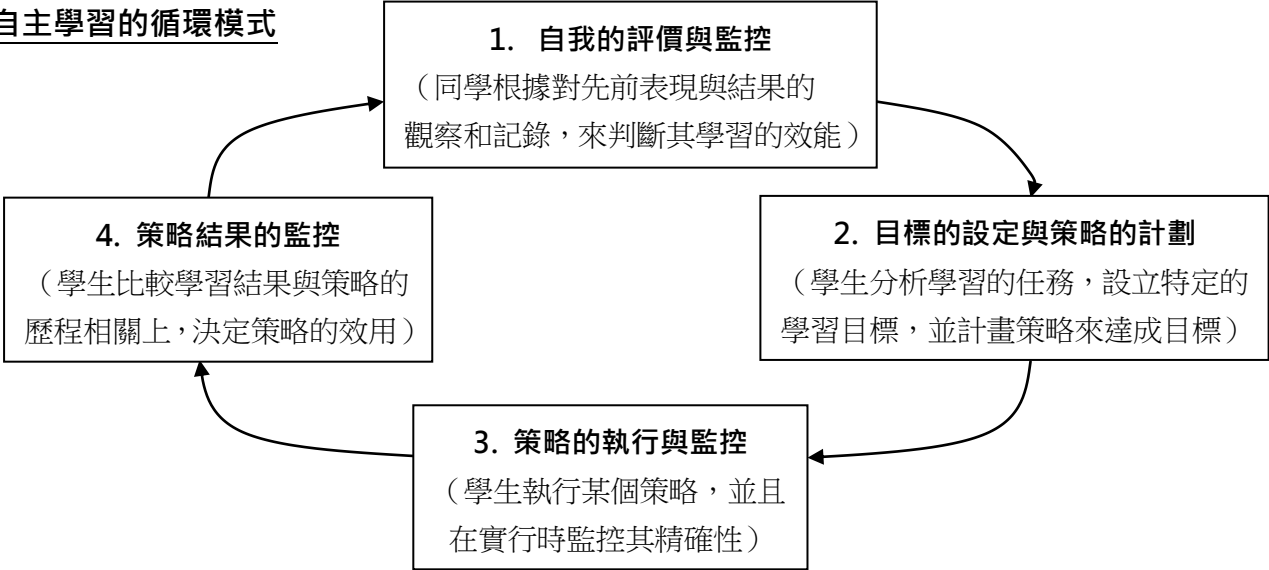 自主學習的循環模式
1. 自我的評價與監控
（同學根據對先前表現與結果的
觀察和記錄，來判斷其學習的效能）
2. 目標的設定與策略的計劃
（學生分析學習的任務，設立特定的
學習目標，並計畫策略來達成目標）
3. 策略的執行與監控
（學生執行某個策略，並且
在實行時監控其精確性）
4. 策略結果的監控
（學生比較學習結果與策略的
歷程相關上，決定策略的效用）